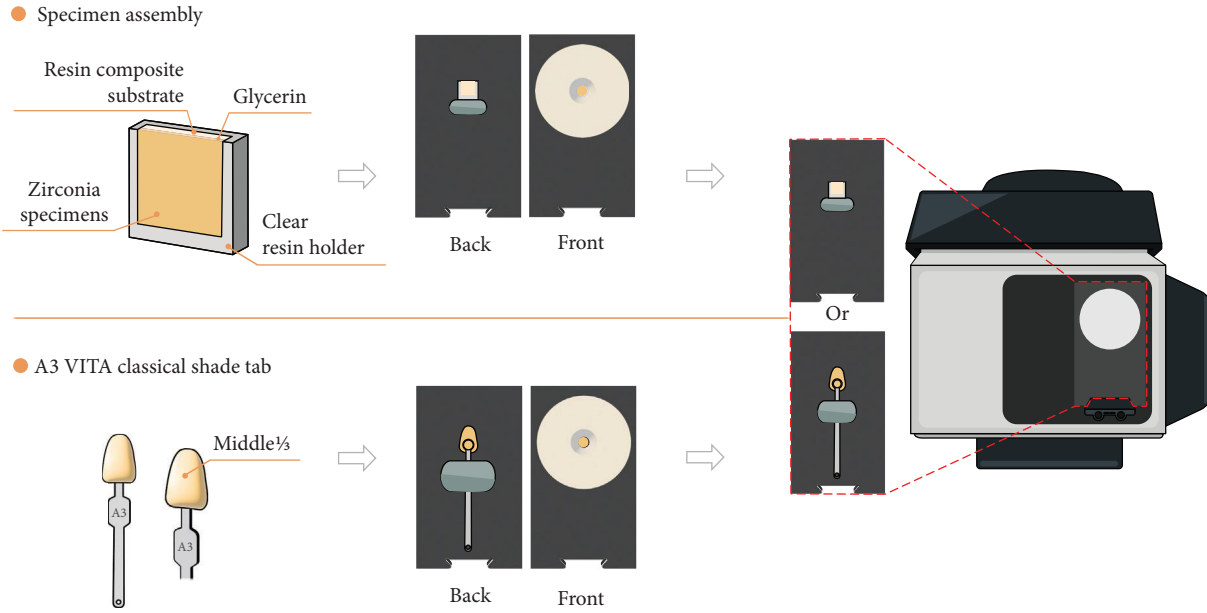 Specimen assembly
Resin composite
substrate
Glycerin
Zirconia
specimens
Clear
resin holder
Back
Front
Or
A3 VITA classical shade tab
Middle⅓
A3
A3
Back
Front